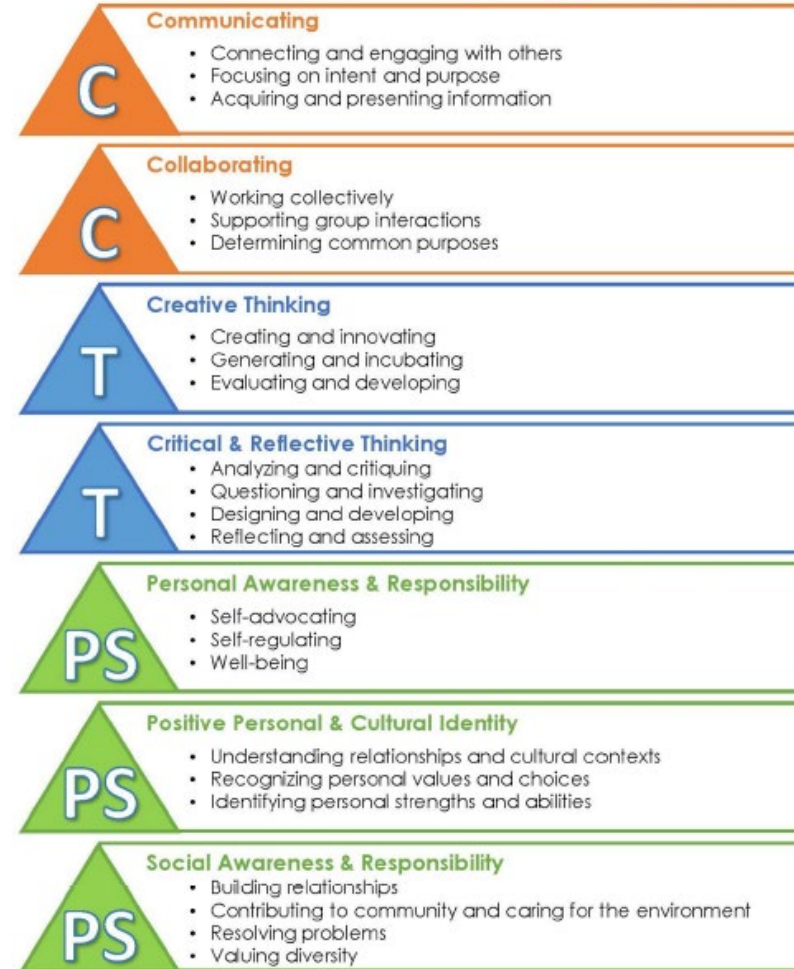 Communicating
• Connecting and engaging with others
• Focusing on intent and purpose
• Acquiring and presenting information
C
Collaborating
• Working collectively
• Supporting group interactions
• Determining common purposes
C
Creative Thinking
• Creating and innovating
• Generating and incubating
• Evaluating and developing
T
Critical & Reflective Thinking
• Analyzing and critiquing
• Questioning and investigating
• Designing and developing
• Reflecting and assessing
T
Personal Awareness & Responsibility
• Self-advocating
• Self-regulating
• Well-being
PS
Positive Personal & Cultural Identity
• Understanding relationships and cultural contexts
• Recognizing personal values and choices
• Identifying personal strengths and abilities
PS
Social Awareness & Responsibility
• Building relationships
• Contributing to community and caring for the environment
• Resolving problems
• Valuing diversity
PS